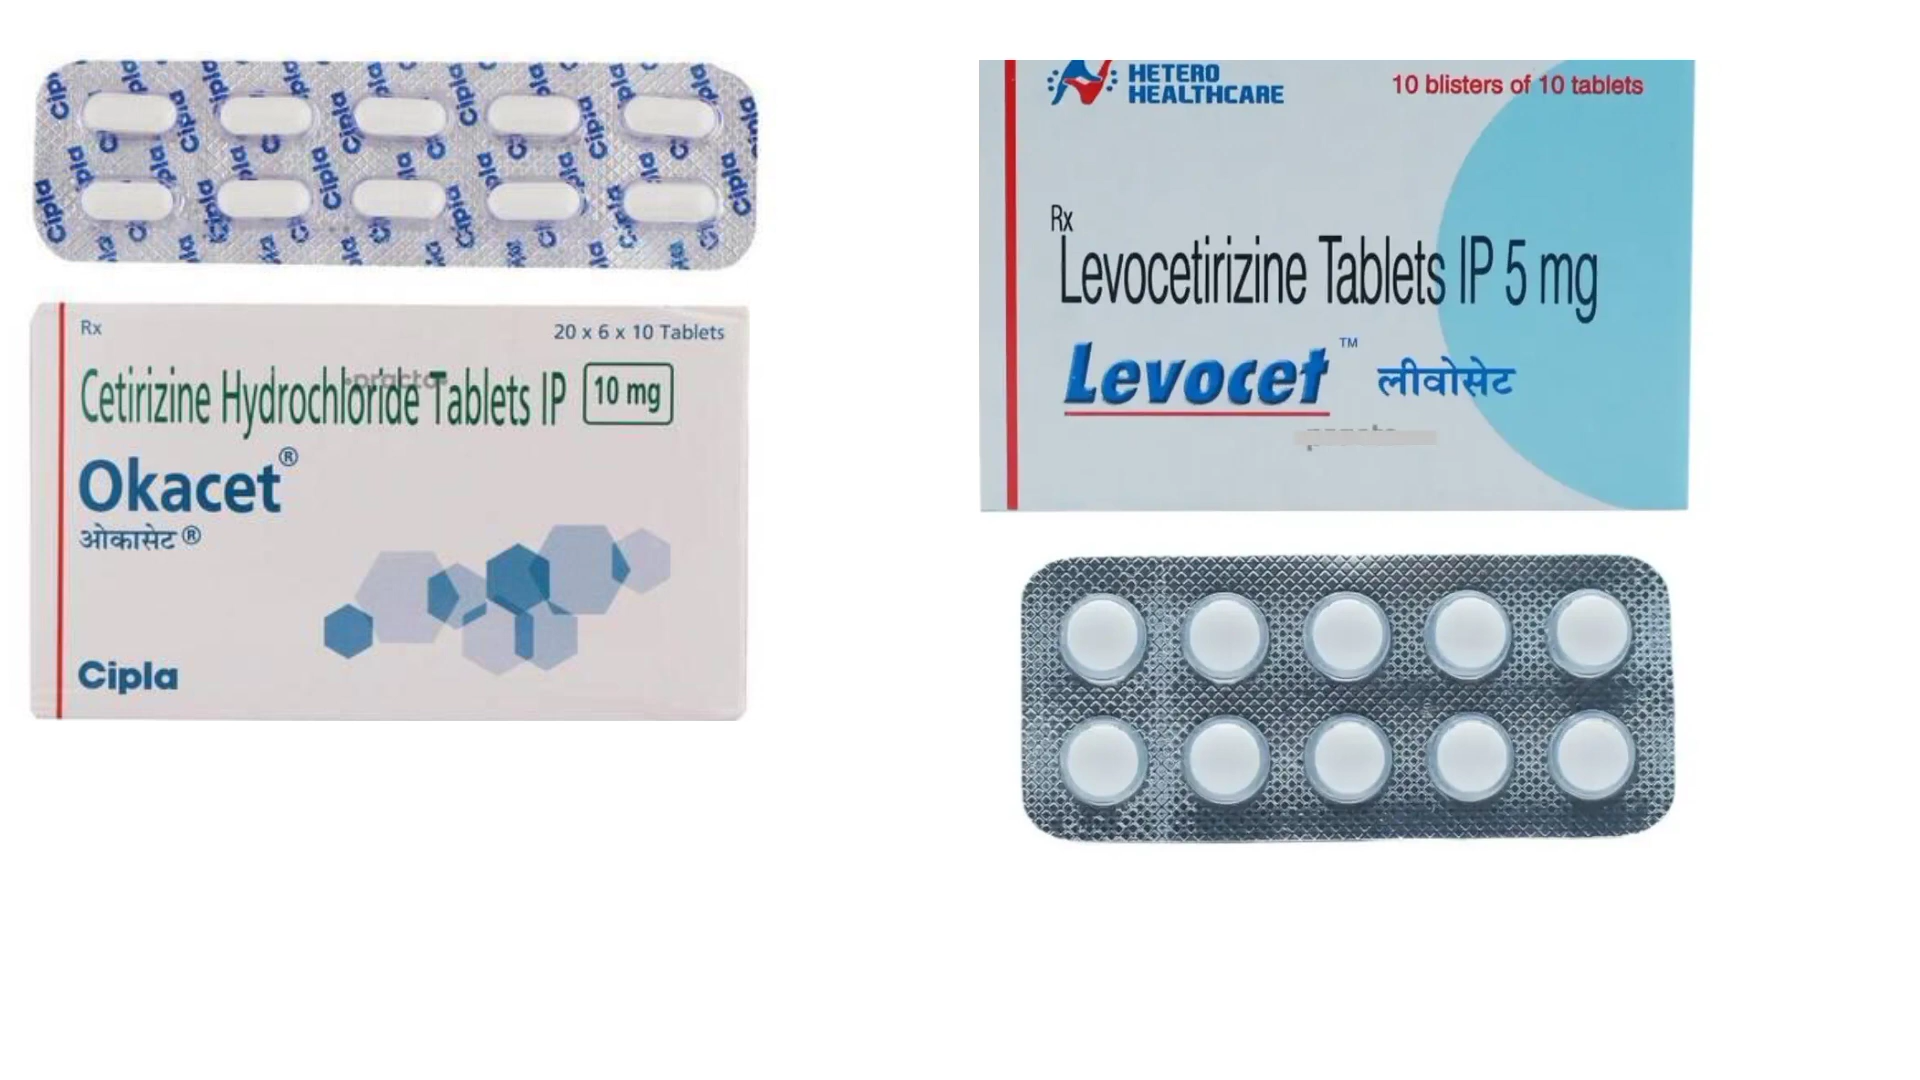 Cipla
Rx
20 x 6 x 10 Tablets
Cetirizine Hydrochloride Tablets IP 10 mg
Okacet®
ओकासेट®
Cipla
HETERO
HEALTHCARE
10 blisters of 10 tablets
Rx
Levocetirizine Tablets IP 5 mg
Levocet™ लीवोसेट